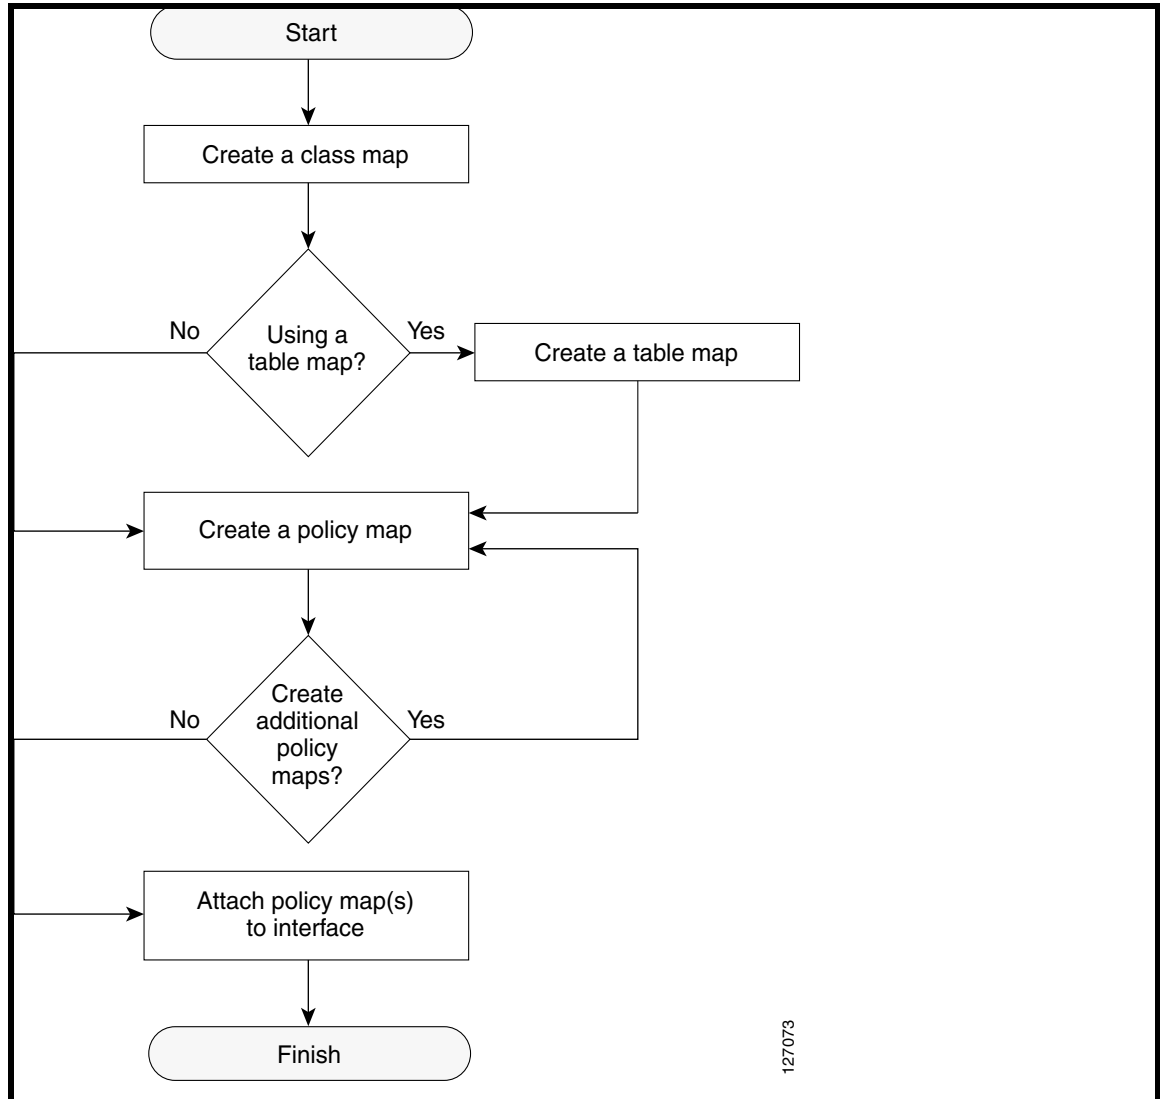 Start
Create a class map
No
Using a
table map?
Yes
Create a table map
Create a policy map
No
Create
additional
policy
maps?
Yes
Attach policy map(s)
to interface
Finish
127073